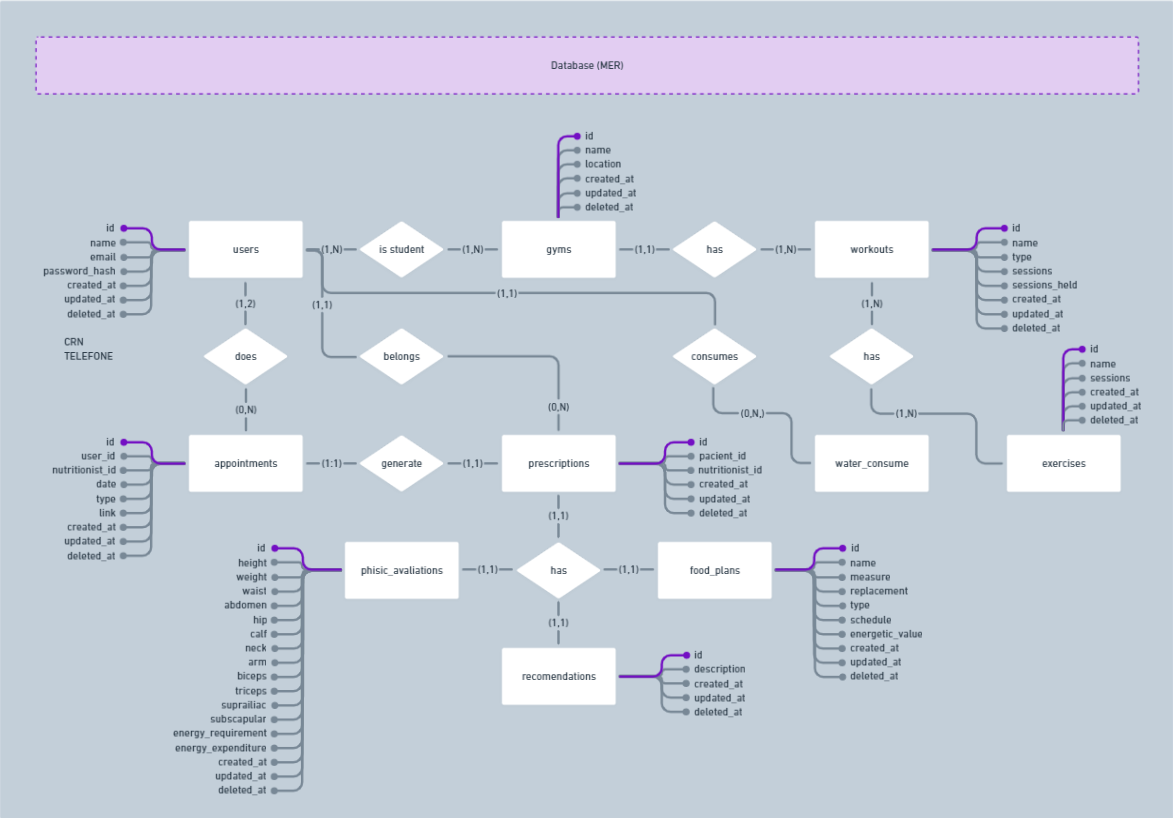 Database (MER)
id
name
location
created_at
updated_at
deleted_at
id
name
email
password_hash
created_at
updated_at
deleted_at
users
(1,N)
is student
(1,N)
gyms
(1,1)
has
(1,N)
workouts
id
name
type
sessions
sessions_held
created_at
updated_at
deleted_at
(1,2)
(1,1)
(1,1)
(1,N)
CRN
TELEFONE
does
belongs
consumes
has
id
name
sessions
created_at
updated_at
deleted_at
(0,N)
(0,N)
(0,N,)
(1,N)
id
user_id
nutritionist_id
date
type
link
created_at
updated_at
deleted_at
appointments
(1:1)
generate
(1,1)
prescriptions
id
pacient_id
nutritionist_id
created_at
updated_at
deleted_at
water_consume
exercises
(1,1)
id
height
weight
waist
abdomen
hip
calf
neck
arm
biceps
triceps
suprailiac
subscapular
energy_requirement
energy_expenditure
created_at
updated_at
deleted_at
phisic_avaliations
(1,1)
has
(1,1)
food_plans
id
name
measure
replacement
type
schedule
energetic_value
created_at
updated_at
deleted_at
(1,1)
recomendations
id
description
created_at
updated_at
deleted_at